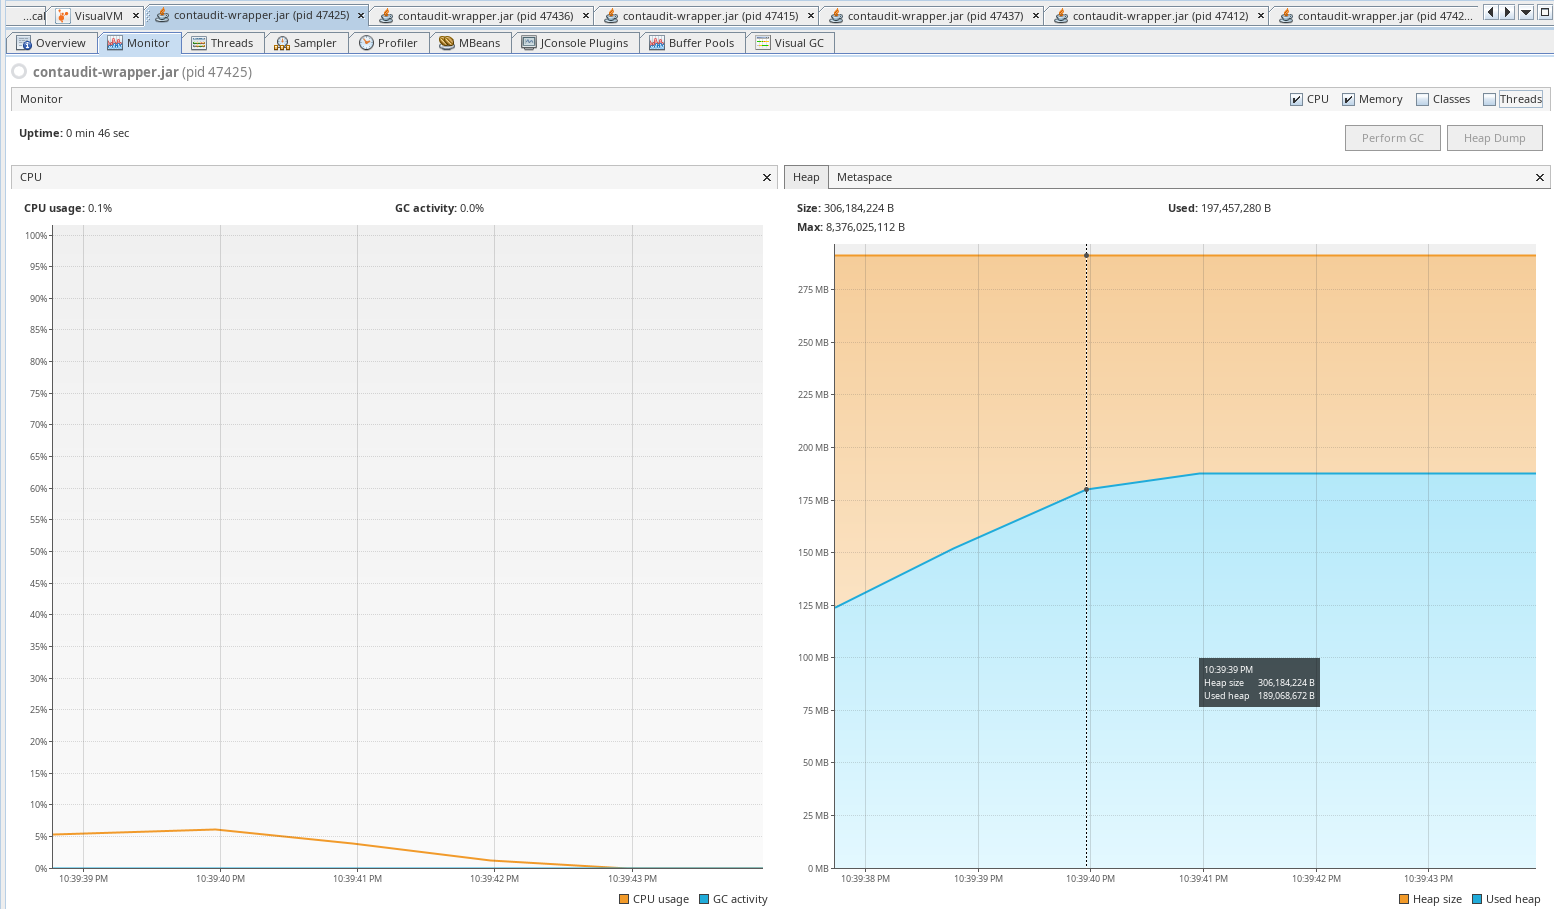 ...cal VisualVM × contaudit-wrapper.jar (pid 47425) × contaudit-wrapper.jar (pid 47436) × contaudit-wrapper.jar (pid 47415) × contaudit-wrapper.jar (pid 47437) × contaudit-wrapper.jar (pid 47412) × contaudit-wrapper.jar (pid 4742...
Overview Monitor Threads Sampler Profiler MBeans JConsole Plugins Buffer Pools Visual GC
contaudit-wrapper.jar (pid 47425)
Monitor CPU Memory Classes Threads
Uptime: 0 min 46 sec
Perform GC Heap Dump
CPU
CPU usage: 0.1% GC activity: 0.0%
100%
95%
90%
85%
80%
75%
70%
65%
60%
55%
50%
45%
40%
35%
30%
25%
20%
15%
10%
5%
0%
10:39:39 PM 10:39:40 PM 10:39:41 PM 10:39:42 PM 10:39:43 PM
CPU usage GC activity
Heap Metaspace
Size: 306,184,224 B Used: 197,457,280 B
Max: 8,376,025,112 B
275 MB
250 MB
225 MB
200 MB
175 MB
150 MB
125 MB
100 MB
75 MB
50 MB
25 MB
0 MB
10:39:39 PM
Heap size 306,184,224 B
Used heap 189,068,672 B
10:39:38 PM 10:39:39 PM 10:39:40 PM 10:39:41 PM 10:39:42 PM 10:39:43 PM
Heap size Used heap